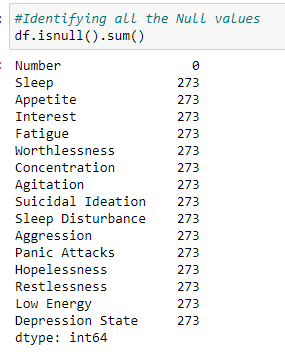 #Identifying all the Null values
df.isnull().sum()
Number 0
Sleep 273
Appetite 273
Interest 273
Fatigue 273
Worthlessness 273
Concentration 273
Agitation 273
Suicidal Ideation 273
Sleep Disturbance 273
Aggression 273
Panic Attacks 273
Hopelessness 273
Restlessness 273
Low Energy 273
Depression State 273
dtype: int64